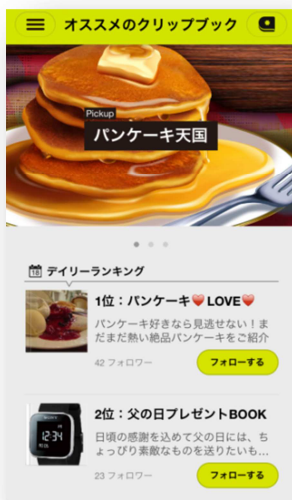 オススメのクリップブック
Pickup
パンケーキ天国
18 デイリーランキング
1位：パンケーキ❤️LOVE❤️
パンケーキ好きなら見逃せない！ま
だまだ熱い絶品パンケーキをご紹介
42 フォロワー フォローする
12:34
2位：父の日プレゼントBOOK
日頃の感謝を込めて父の日には、ち
ょっぴり素敵なものを送りたいも…
23 フォロワー フォローする